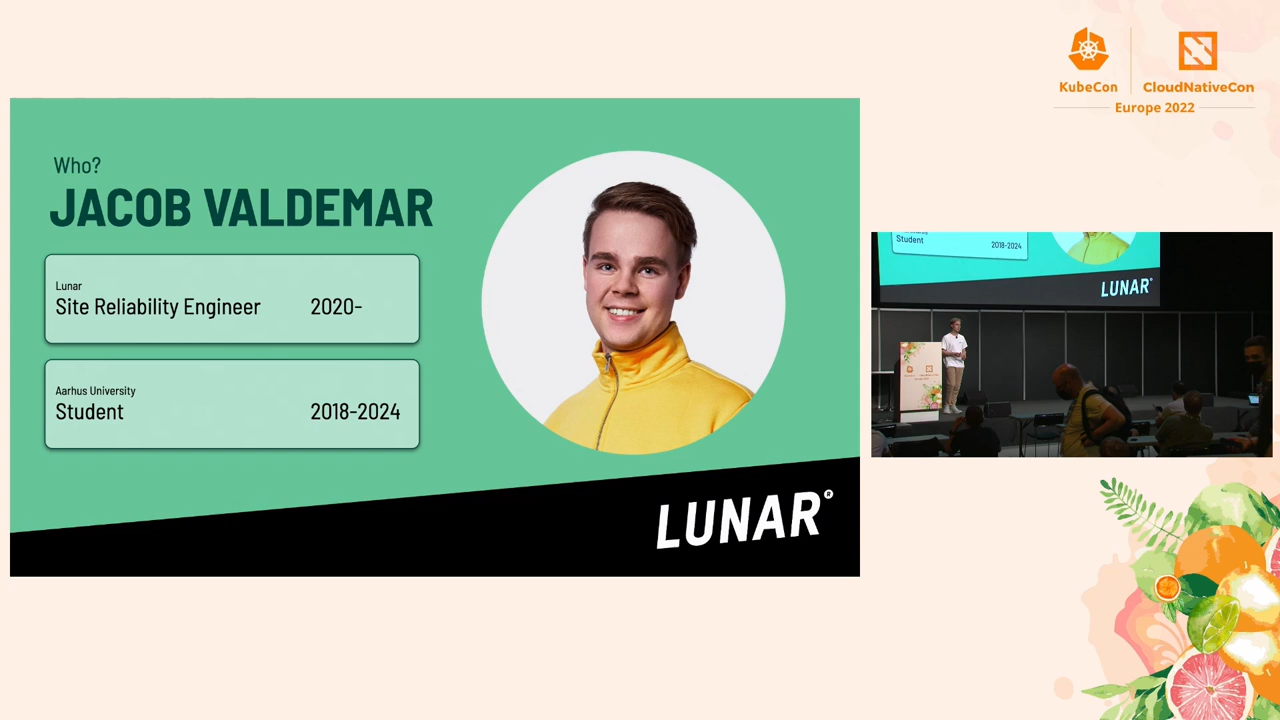 KubeCon
CloudNativeCon
Europe 2022
Who?
JACOB VALDEMAR
Lunar
Site Reliability Engineer 2020-
Aarhus University
Student 2018-2024
LUNAR®
Student 2018-2024
LUNAR®